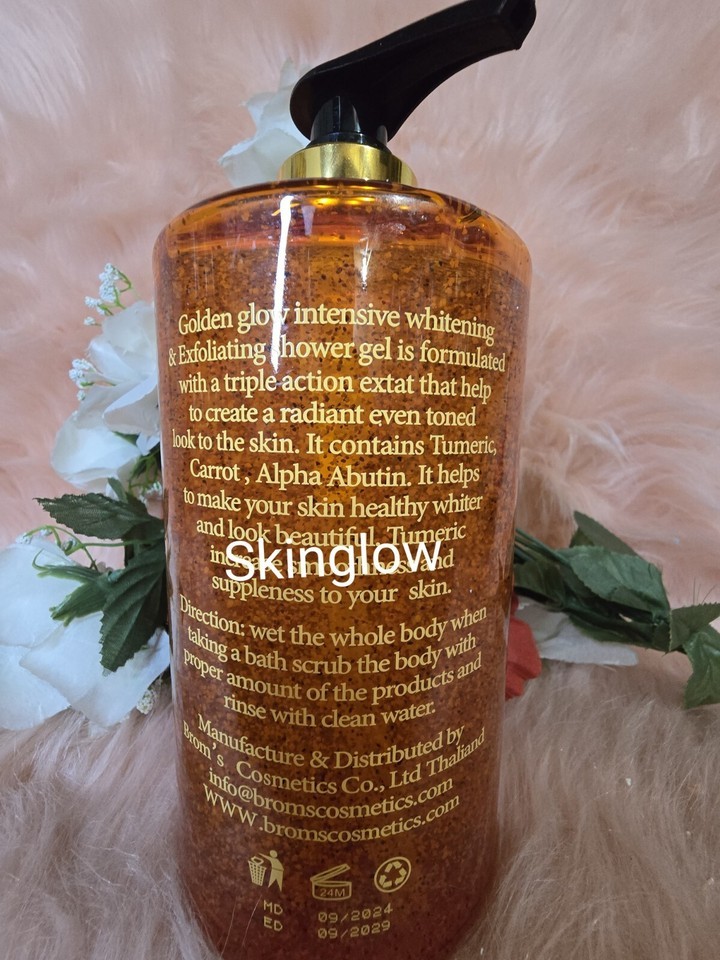 Golden glow intensive whitening
& Exfoliating shower gel is formulated
with a triple action extat that help
to create a radiant even toned
look to the skin. It contains Tumeric,
Carrot , Alpha Abutin. It helps
to make your skin healthy whiter
and look beautiful. Tumeric
Skinglow
increase smoothness and
suppleness to your skin.
Direction: wet the whole body when
taking a bath scrub the body with
proper amount of the products and
rinse with clean water.
Manufacture & Distributed by
Brom's Cosmetics Co., Ltd Thaliand
info@bromscosmetics.com
WWW.bromscosmetics.com
24M
MD 09/2024
ED 09/2029